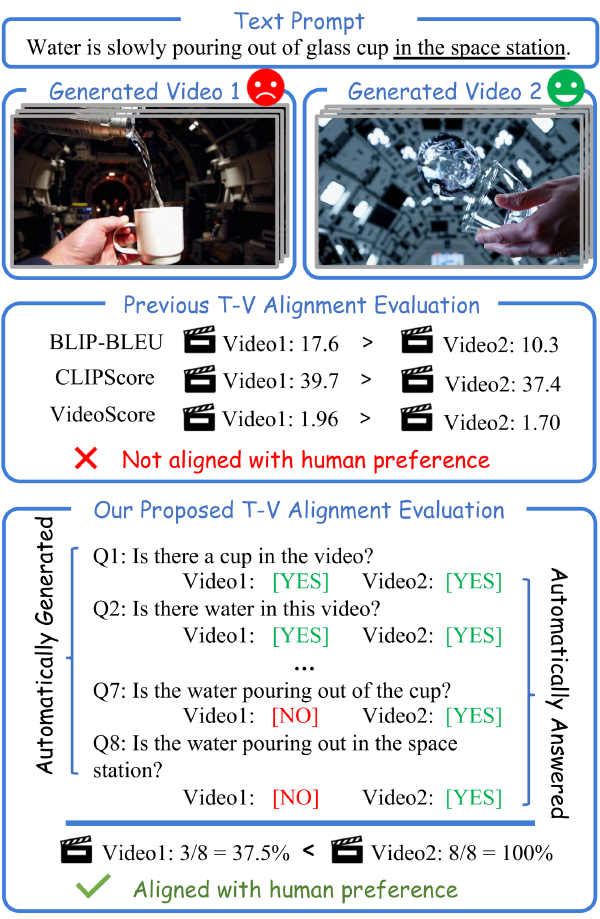 Text Prompt
Water is slowly pouring out of glass cup in the space station.
Generated Video 1
Generated Video 2
Previous T-V Alignment Evaluation
BLIP-BLEU Video1: 17.6 > Video2: 10.3
CLIPScore Video1: 39.7 > Video2: 37.4
VideoScore Video1: 1.96 > Video2: 1.70
Not aligned with human preference
Our Proposed T-V Alignment Evaluation
Automatically Generated
Q1: Is there a cup in the video?
Video1: [YES] Video2: [YES]
Q2: Is there water in this video?
Video1: [YES] Video2: [YES]
...
Q7: Is the water pouring out of the cup?
Video1: [NO] Video2: [YES]
Q8: Is the water pouring out in the space
station?
Video1: [NO] Video2: [YES]
Automatically Answered
Video1: 3/8 = 37.5% < Video2: 8/8 = 100%
Aligned with human preference